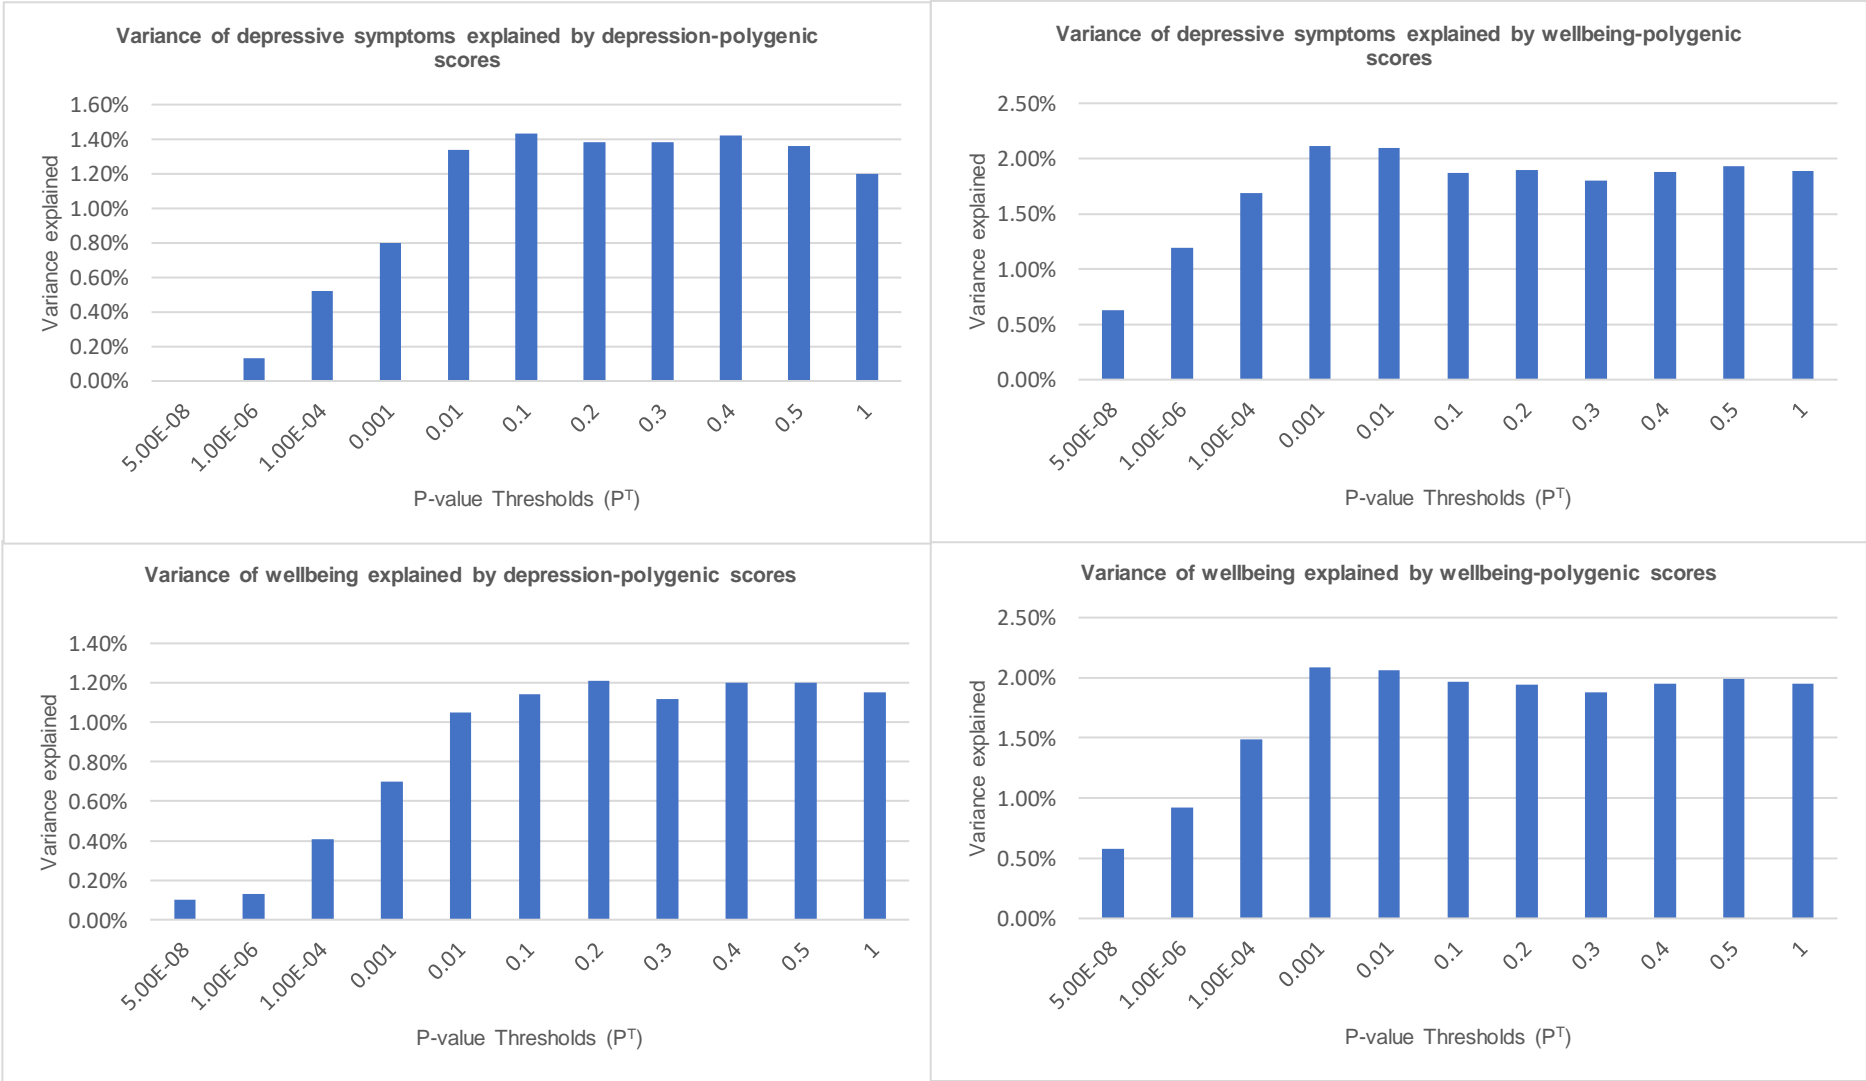 Variance of depressive symptoms explained by depression-polygenic
scores
1.60%
1.40%
1.20%
1.00%
0.80%
0.60%
0.40%
0.20%
0.00%
Variance explained
5.00E-08
1.00E-06
1.00E-04
0.001
0.01
0.1
0.2
0.3
0.4
0.5
1
P-value Thresholds (Pᵀ)
Variance of depressive symptoms explained by wellbeing-polygenic
scores
2.50%
2.00%
1.50%
1.00%
0.50%
0.00%
Variance explained
5.00E-08
1.00E-06
1.00E-04
0.001
0.01
0.1
0.2
0.3
0.4
0.5
1
P-value Thresholds (Pᵀ)
Variance of wellbeing explained by depression-polygenic scores
1.40%
1.20%
1.00%
0.80%
0.60%
0.40%
0.20%
0.00%
Variance explained
5.00E-08
1.00E-06
1.00E-04
0.001
0.01
0.1
0.2
0.3
0.4
0.5
1
P-value Thresholds (Pᵀ)
Variance of wellbeing explained by wellbeing-polygenic scores
2.50%
2.00%
1.50%
1.00%
0.50%
0.00%
Variance explained
5.00E-08
1.00E-06
1.00E-04
0.001
0.01
0.1
0.2
0.3
0.4
0.5
1
P-value Thresholds (Pᵀ)